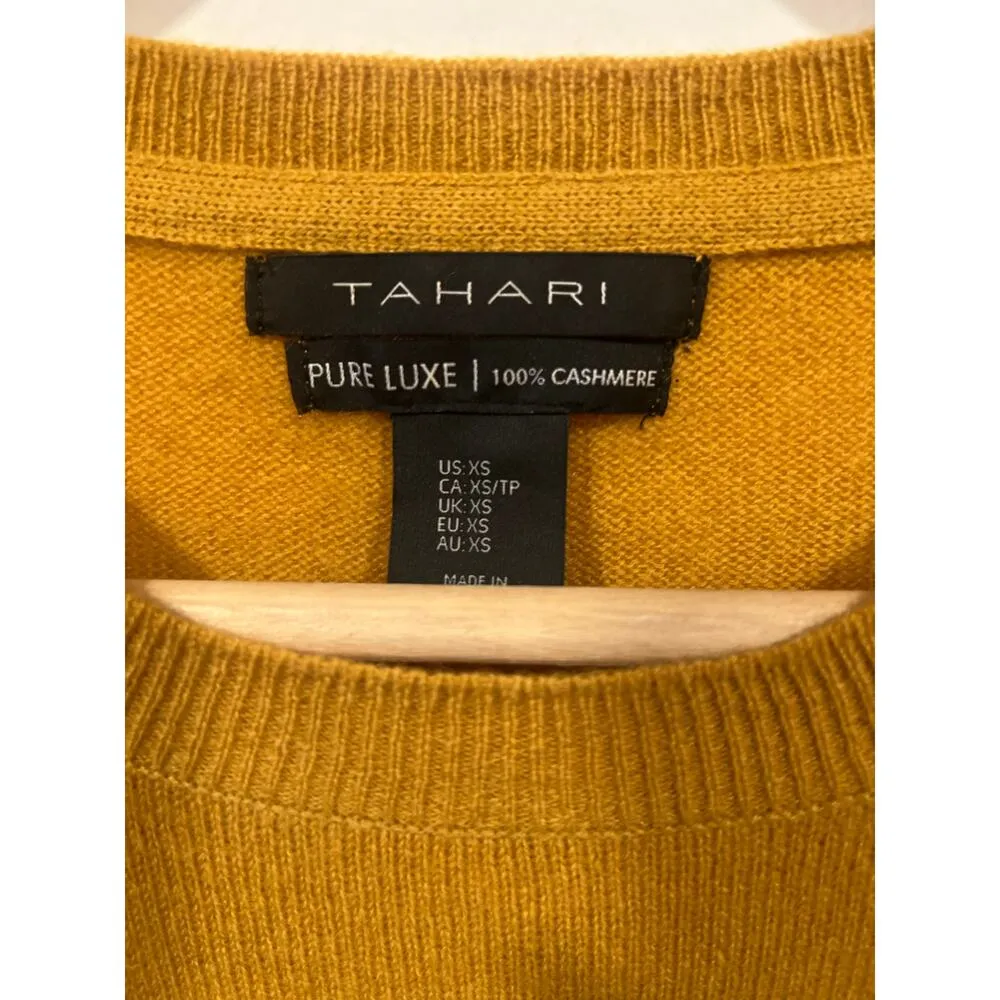 TAHARI
PURE LUXE | 100% CASHMERE
US: XS
CA: XS/TP
UK: XS
EU: XS
AU: XS
MADE IN